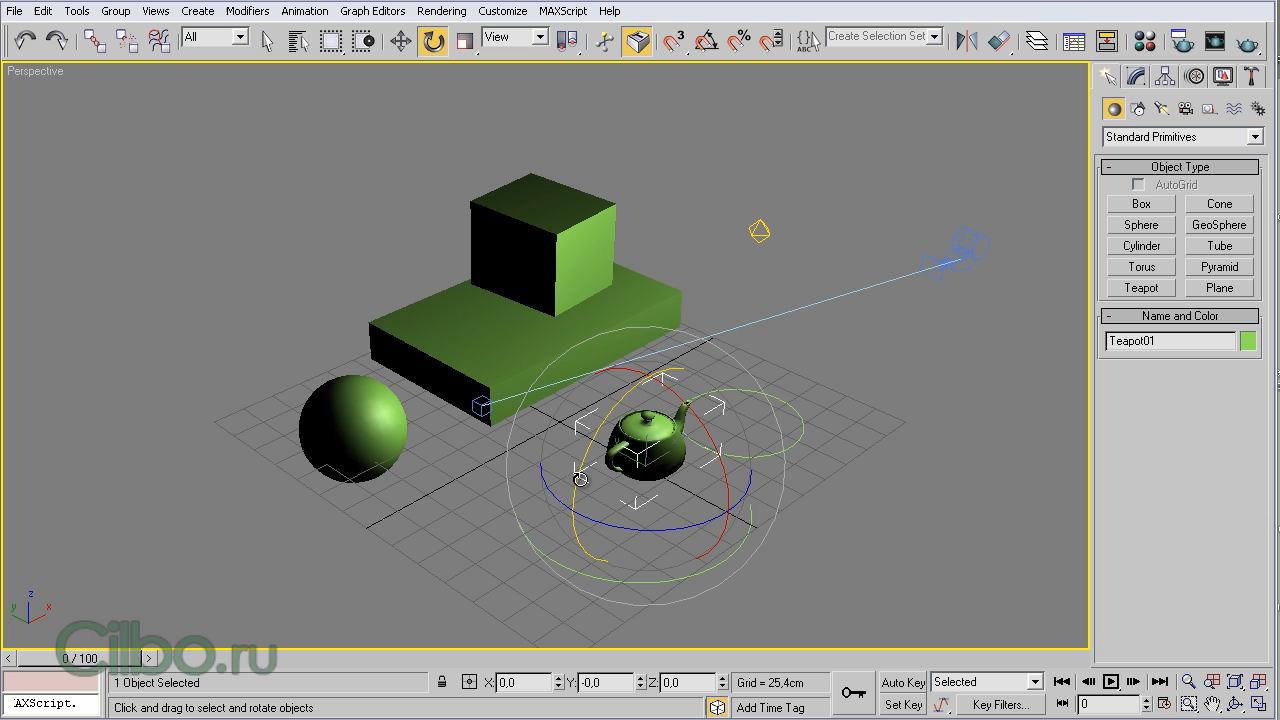 File Edit Tools Group Views Create Modifiers Animation Graph Editors Rendering Customize MAXScript Help
All View 3 % ABC Create Selection Set
Perspective
Standard Primitives
- Object Type
AutoGrid
Box Cone
Sphere GeoSphere
Cylinder Tube
Torus Pyramid
Teapot Plane
- Name and Color
Teapot01
z
y x
Cilbo.ru
< 0 / 100 >
1 Object Selected X: 0,0 Y: -0,0 Z: 0,0 Grid = 25,4cm Auto Key Selected
AXScript. Click and drag to select and rotate objects Add Time Tag Set Key Key Filters... 0